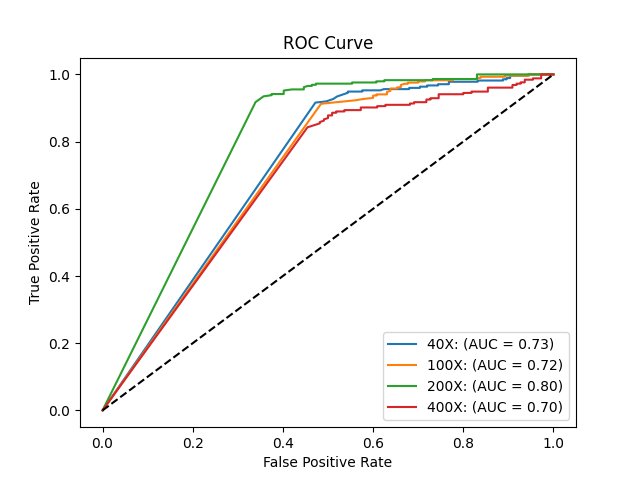 ROC Curve
True Positive Rate
1.0
0.8
0.6
0.4
0.2
0.0
0.0 0.2 0.4 0.6 0.8 1.0
False Positive Rate
40X: (AUC = 0.73)
100X: (AUC = 0.72)
200X: (AUC = 0.80)
400X: (AUC = 0.70)